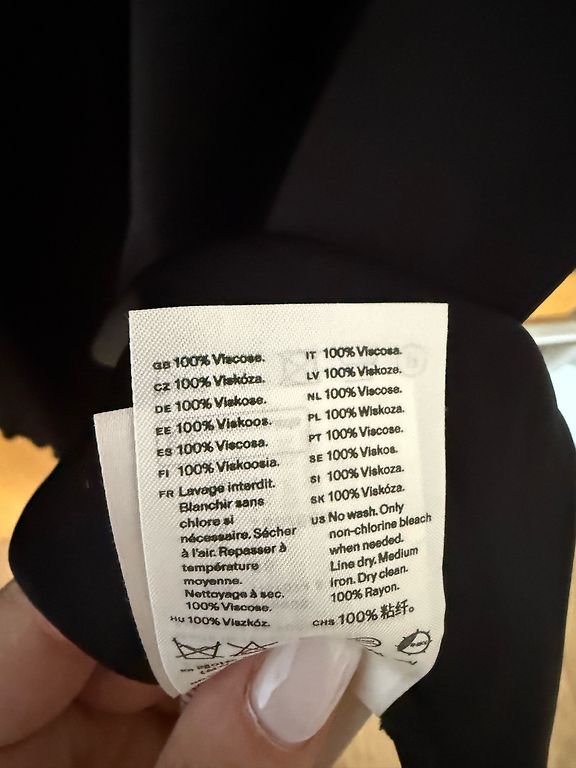 GB 100% Viscose.
CZ 100% Viskóza.
DE 100% Viskose.
EE 100% Viskoos.
ES 100% Viscosa.
FI 100% Viskoosia.
FR Lavage interdit.
Blanchir sans
chlore si
nécessaire. Sécher
à l'air. Repasser à
température
moyenne.
Nettoyage à sec.
100% Viscose.
HU 100% Viszkóz.
IT 100% Viscosa.
LV 100% Viskoze.
NL 100% Viscose.
PL 100% Wiskoza.
PT 100% Viscose.
SE 100% Viskos.
SI 100% Viskoza.
SK 100% Viskóza.
US No wash. Only
non-chlorine bleach
when needed.
Line dry. Medium
iron. Dry clean.
100% Rayon.
CHS 100% 粘纤。